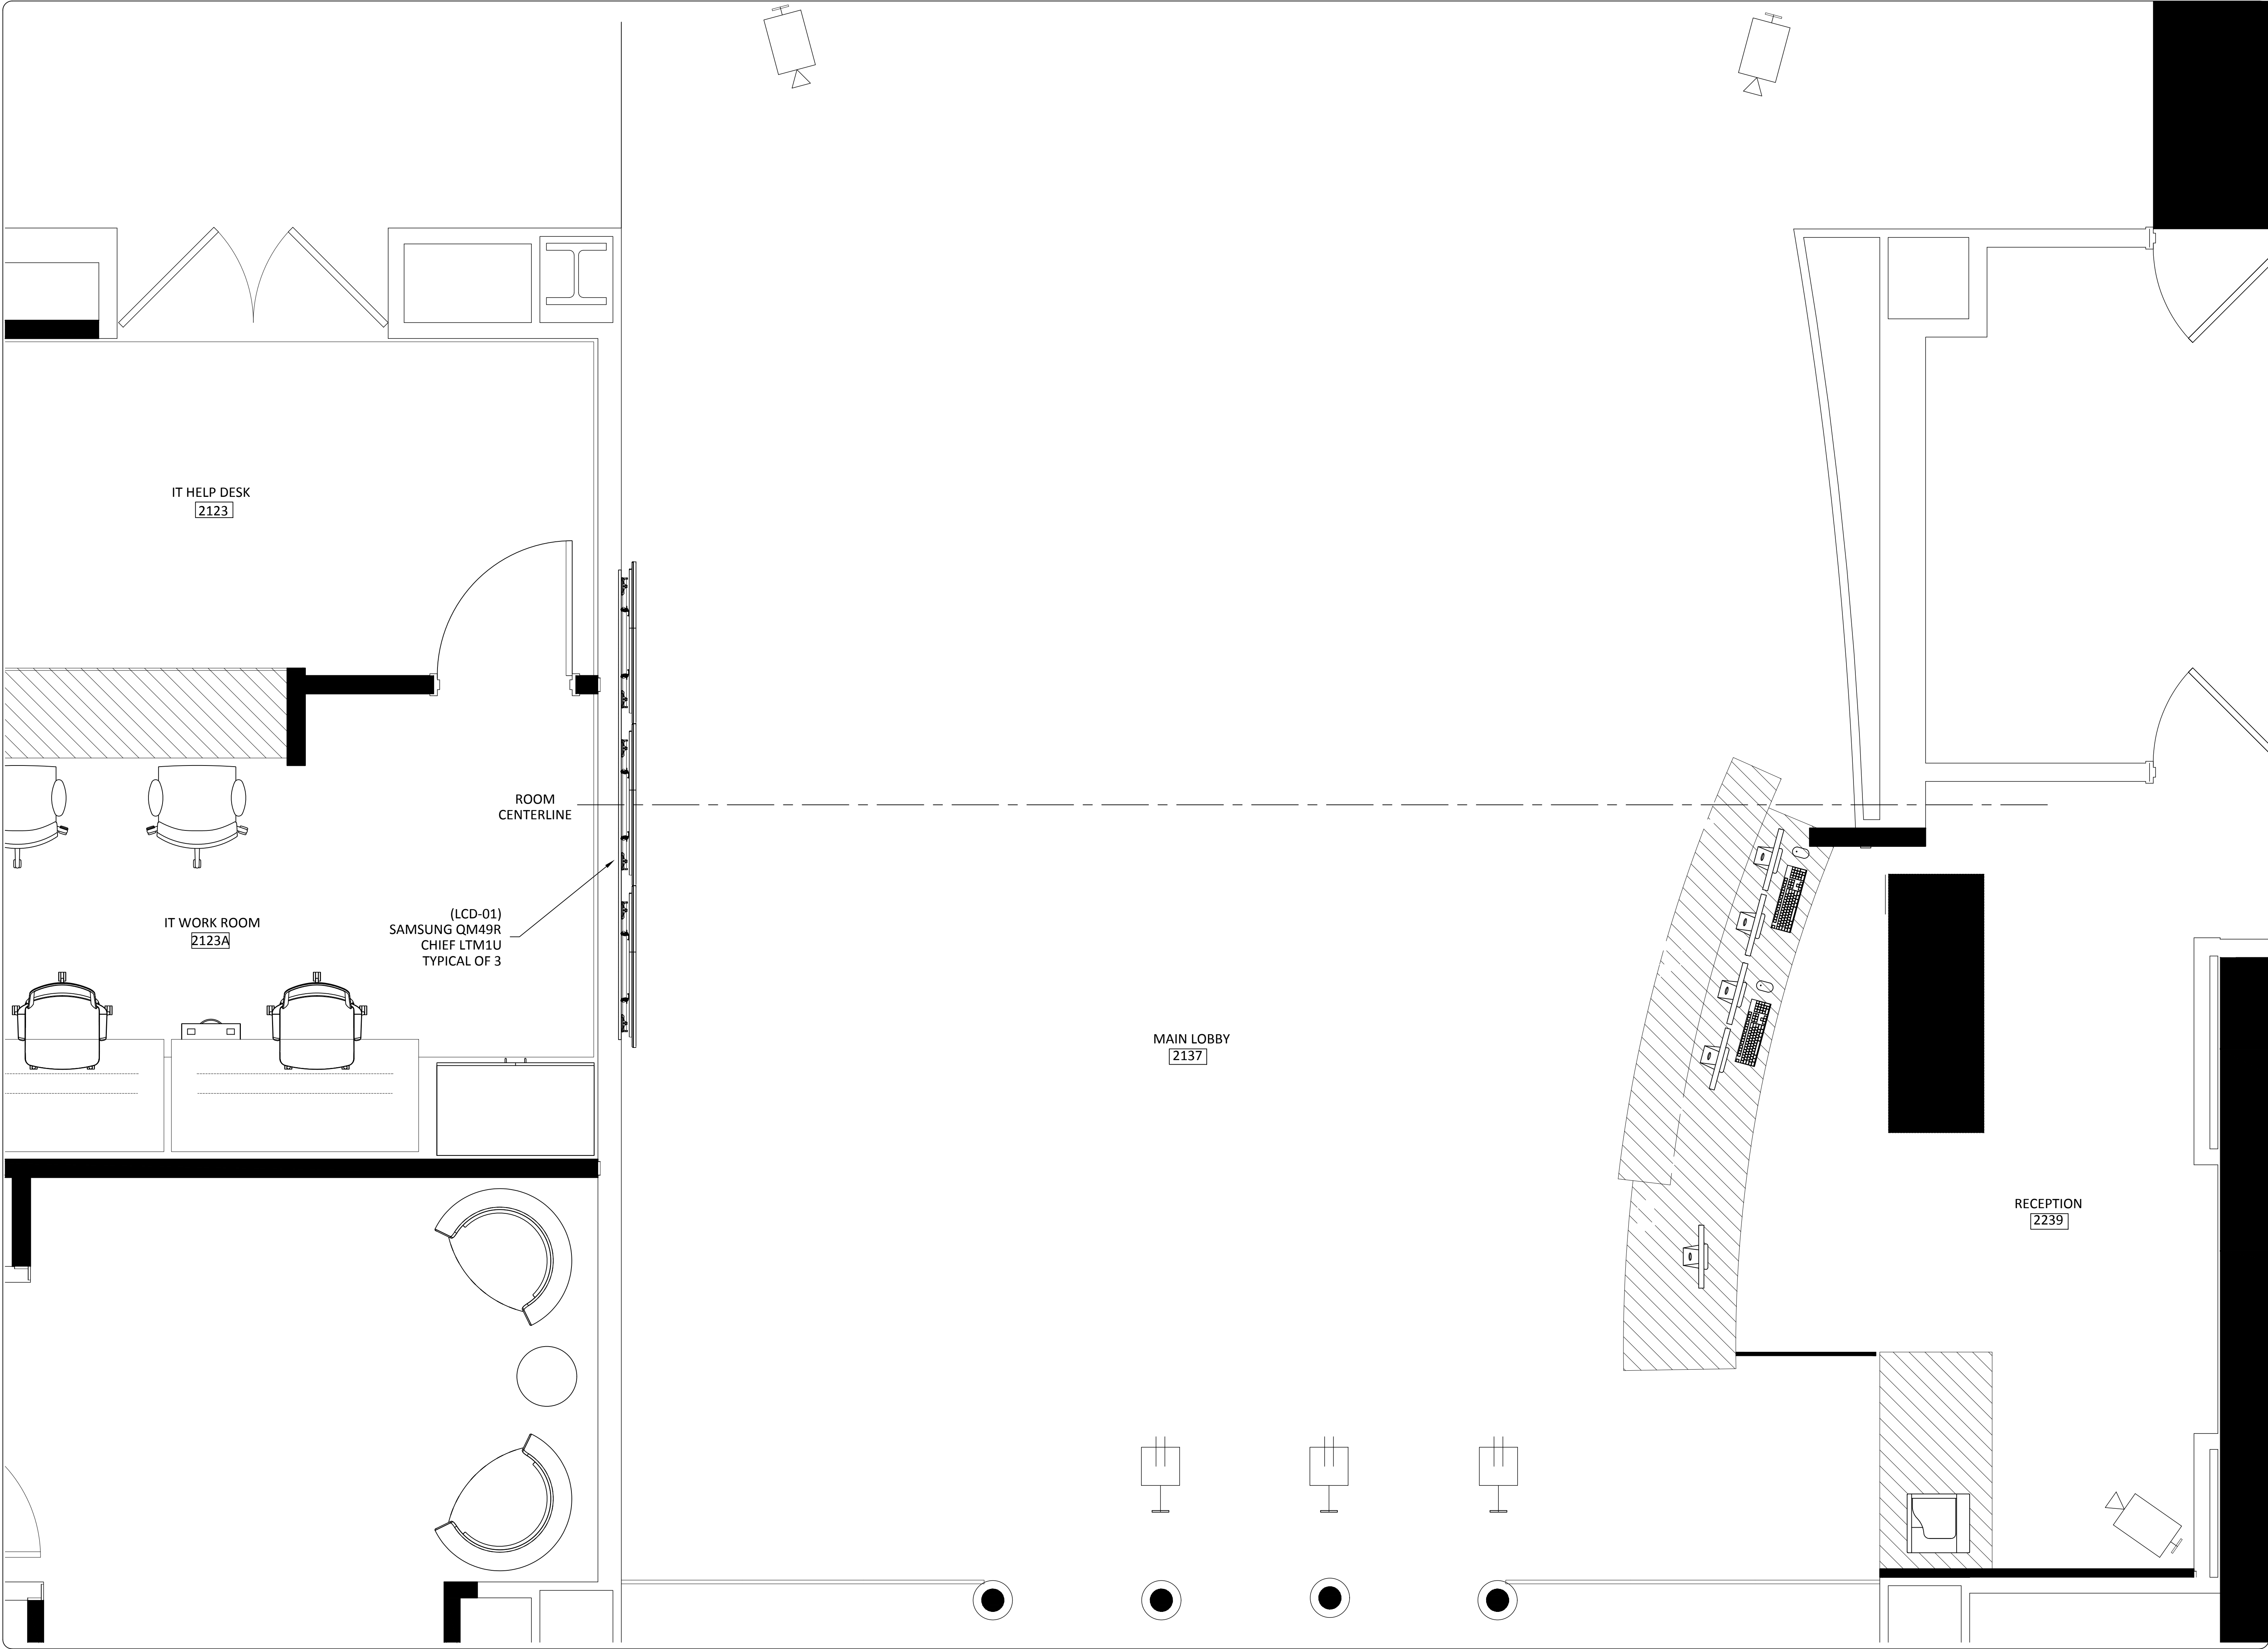 IT HELP DESK
2123
ROOM
CENTERLINE
(LCD-01)
SAMSUNG QM49R
CHIEF LTM1U
TYPICAL OF 3
IT WORK ROOM
2123A
MAIN LOBBY
2137
RECEPTION
2239